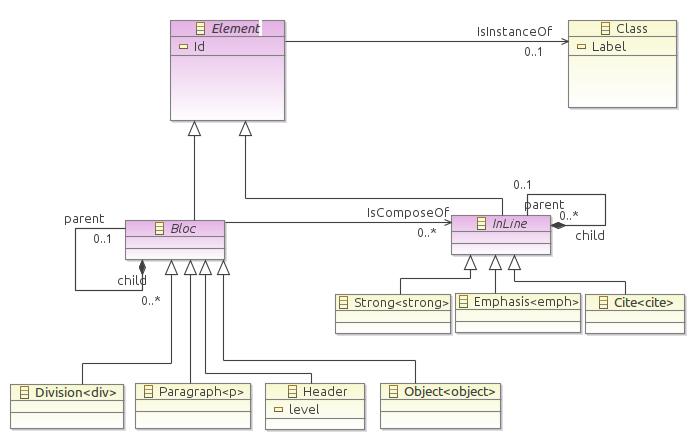 Element
Id
IsInstanceOf
0..1
Class
Label
parent
0..1
child
0..*
Bloc
IsComposeOf
0..*
0..1
parent
0..*
child
InLine
Strong<strong>
Emphasis<emph>
Cite<cite>
Division<div>
Paragraph<p>
Header
level
Object<object>